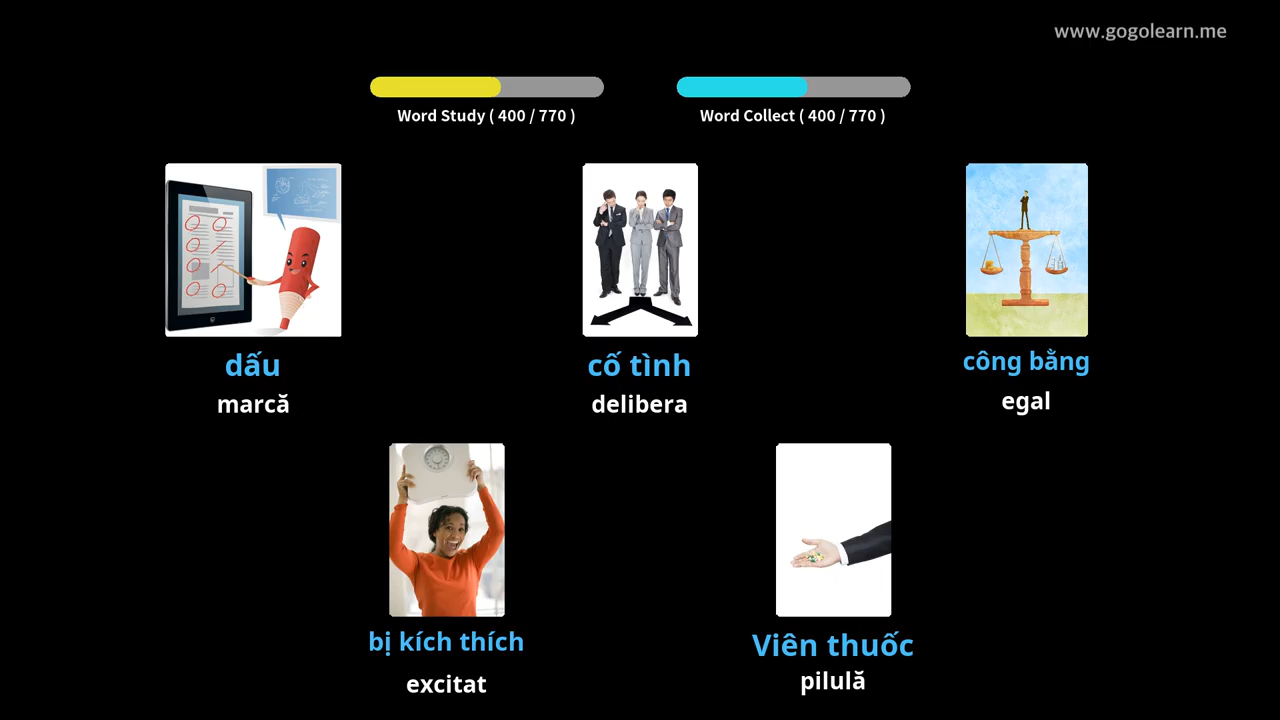 www.gogolearn.me
Word Study ( 400 / 770 )
Word Collect ( 400 / 770 )
dấu
marcă
cố tình
delibera
công bằng
egal
bị kích thích
excitat
Viên thuốc
pilulă